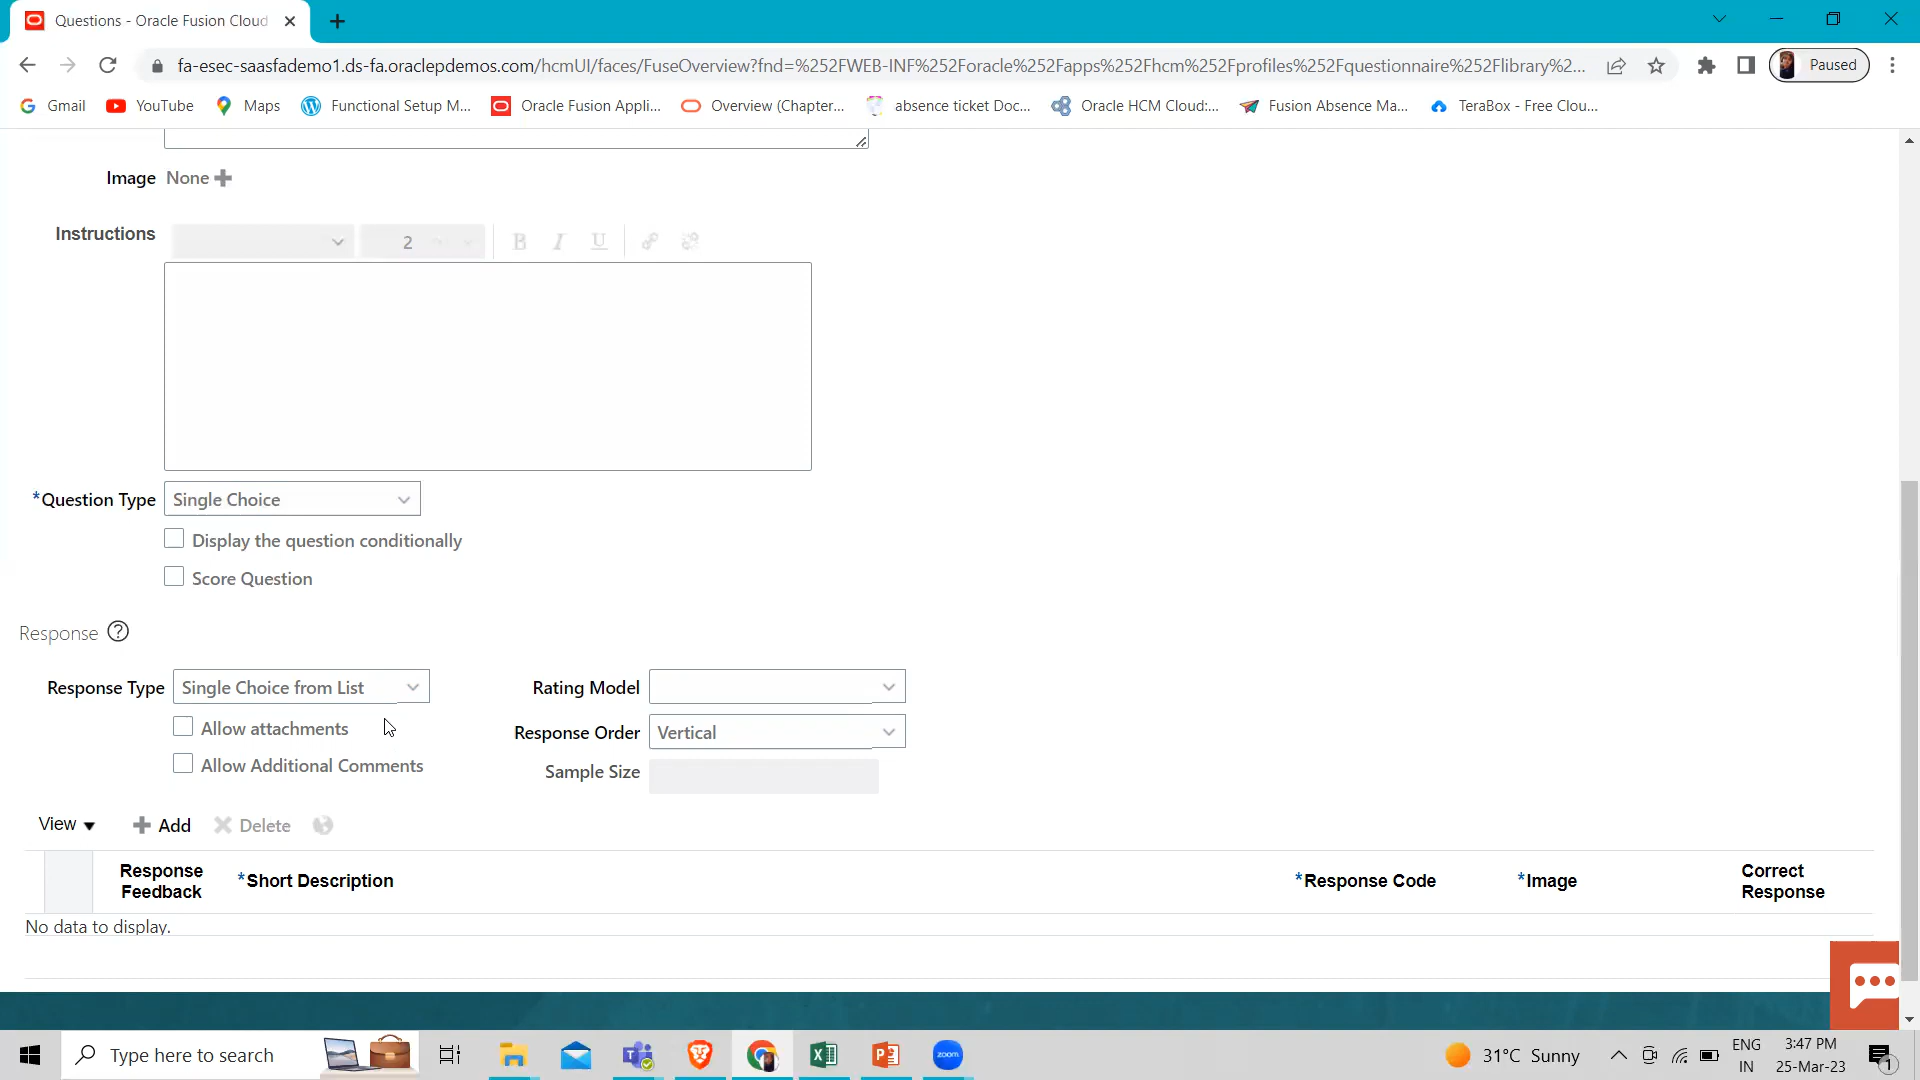 Questions - Oracle Fusion Cloud
fa-esec-saasfademo1.ds-fa.oraclepdemos.com/hcmUI/faces/FuseOverview?fnd=%252FWEB-INF%252Foracle%252Fapps%252Fhcm%252Fprofiles%252Fquestionnaire%252Flibrary%2...
Paused
Gmail
YouTube
Maps
Functional Setup M...
Oracle Fusion Appli...
Overview (Chapter...
absence ticket Doc...
Oracle HCM Cloud:...
Fusion Absence Ma...
TeraBox - Free Clou...
Image None
Instructions
2
B I U
*Question Type Single Choice
Display the question conditionally
Score Question
Response ?
Response Type Single Choice from List
Rating Model
Allow attachments
Response Order Vertical
Allow Additional Comments
Sample Size
View ▼ Add Delete
Response Feedback
*Short Description
*Response Code
*Image
Correct Response
No data to display.
Type here to search
zoom
31°C Sunny
ENG
IN
3:47 PM
25-Mar-23
1